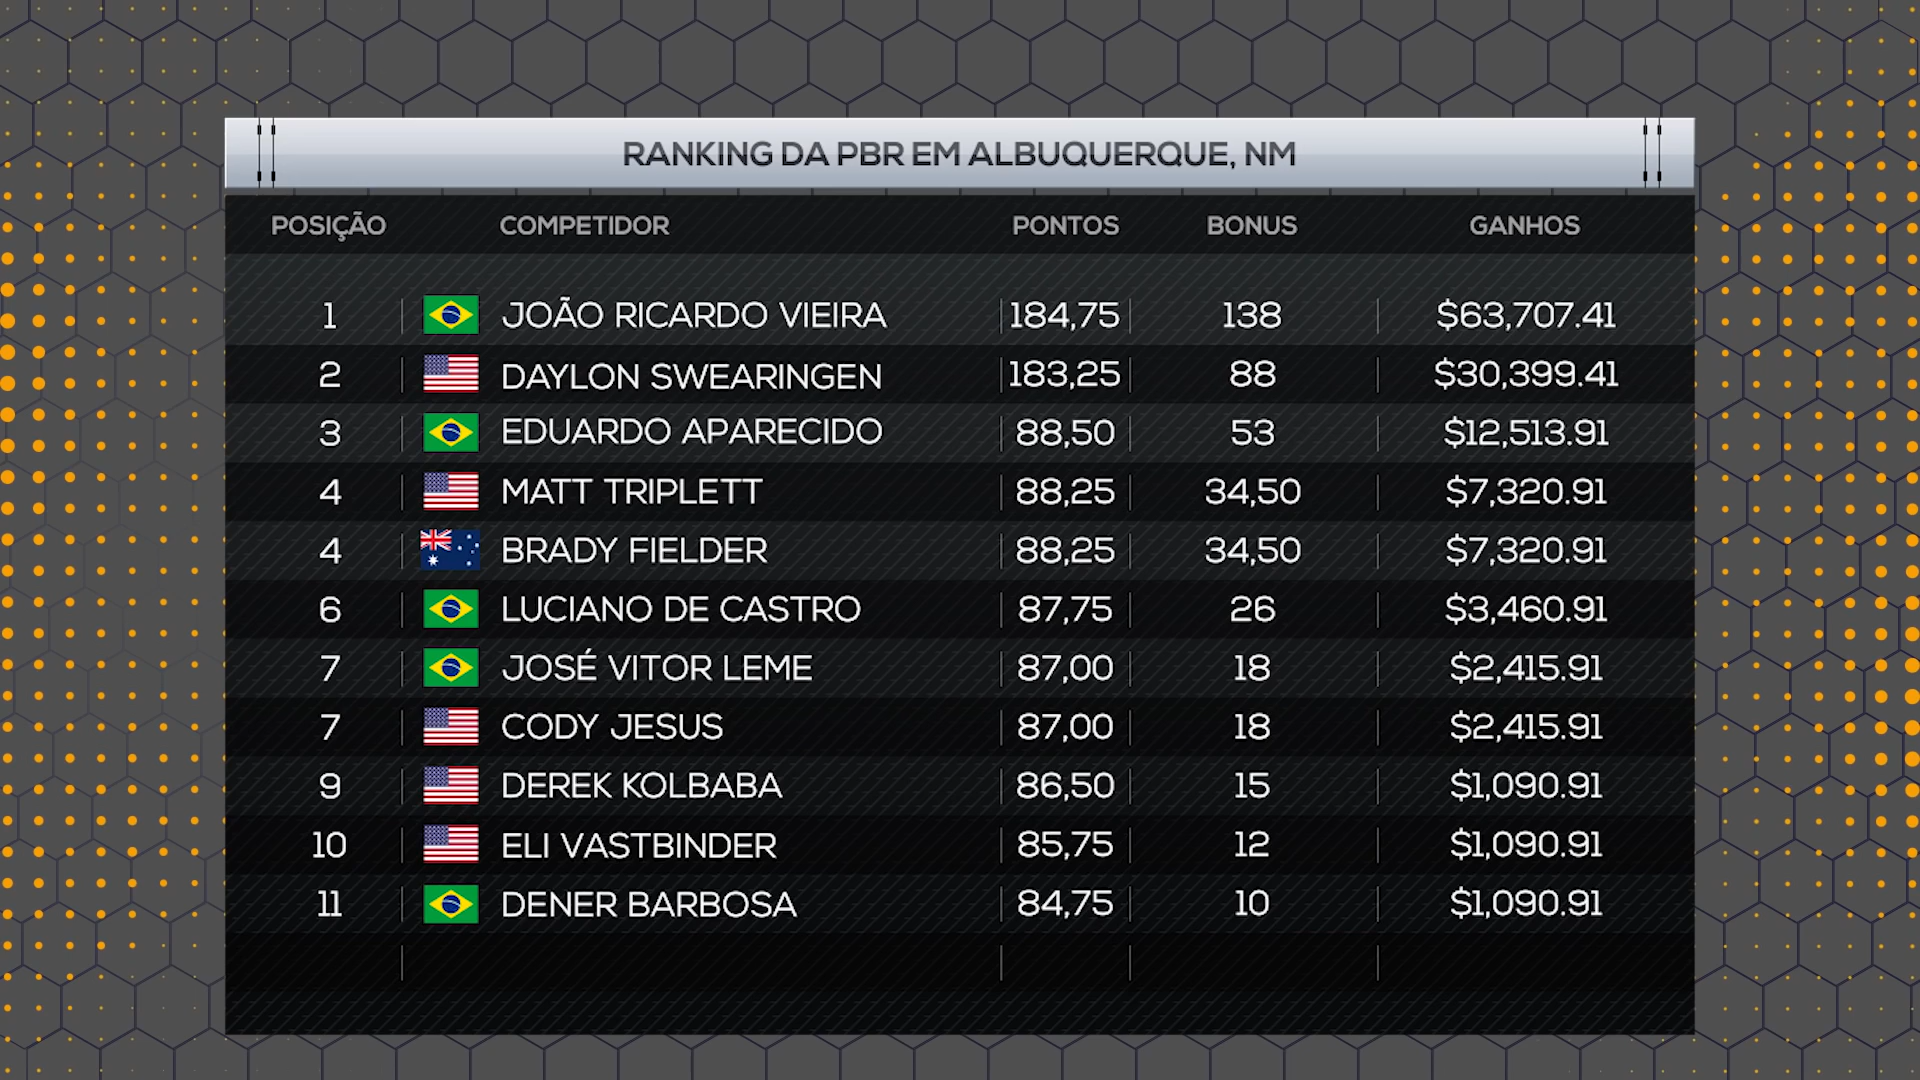 RANKING DA PBR EM ALBUQUERQUE, NM
POSIÇÃO COMPETIDOR PONTOS BONUS GANHOS
1 JOÃO RICARDO VIEIRA 184,75 138 $63,707.41
2 DAYLON SWEARINGEN 183,25 88 $30,399.41
3 EDUARDO APARECIDO 88,50 53 $12,513.91
4 MATT TRIPLETT 88,25 34,50 $7,320.91
4 BRADY FIELDER 88,25 34,50 $7,320.91
6 LUCIANO DE CASTRO 87,75 26 $3,460.91
7 JOSÉ VITOR LEME 87,00 18 $2,415.91
7 CODY JESUS 87,00 18 $2,415.91
9 DEREK KOLBABA 86,50 15 $1,090.91
10 ELI VASTBINDER 85,75 12 $1,090.91
11 DENER BARBOSA 84,75 10 $1,090.91